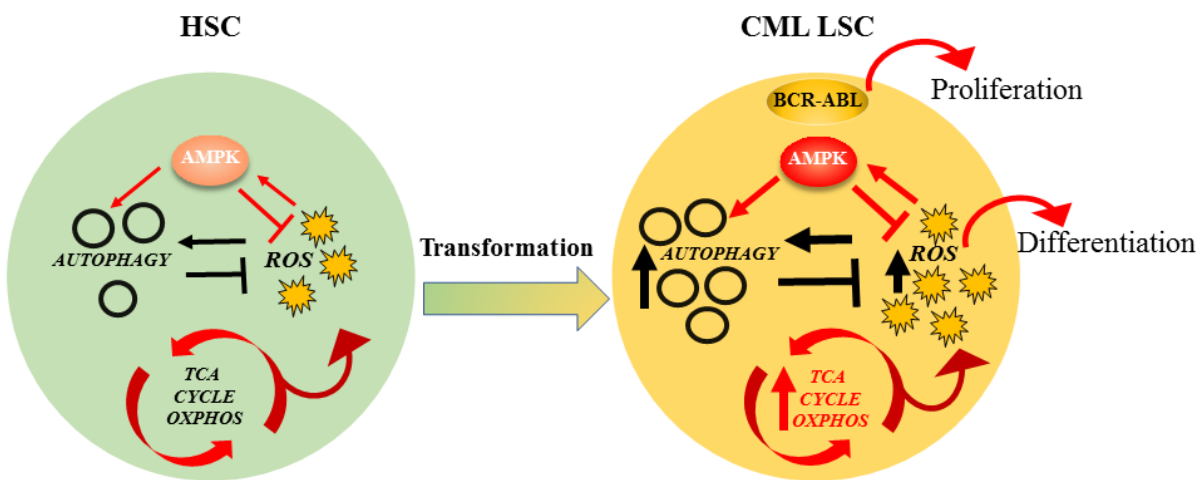 HSC
AMPK
AUTOPHAGY
ROS
TCA
CYCLE
OXPHOS
Transformation
CML LSC
BCR-ABL
Proliferation
AMPK
AUTOPHAGY
ROS
Differentiation
TCA
CYCLE
OXPHOS